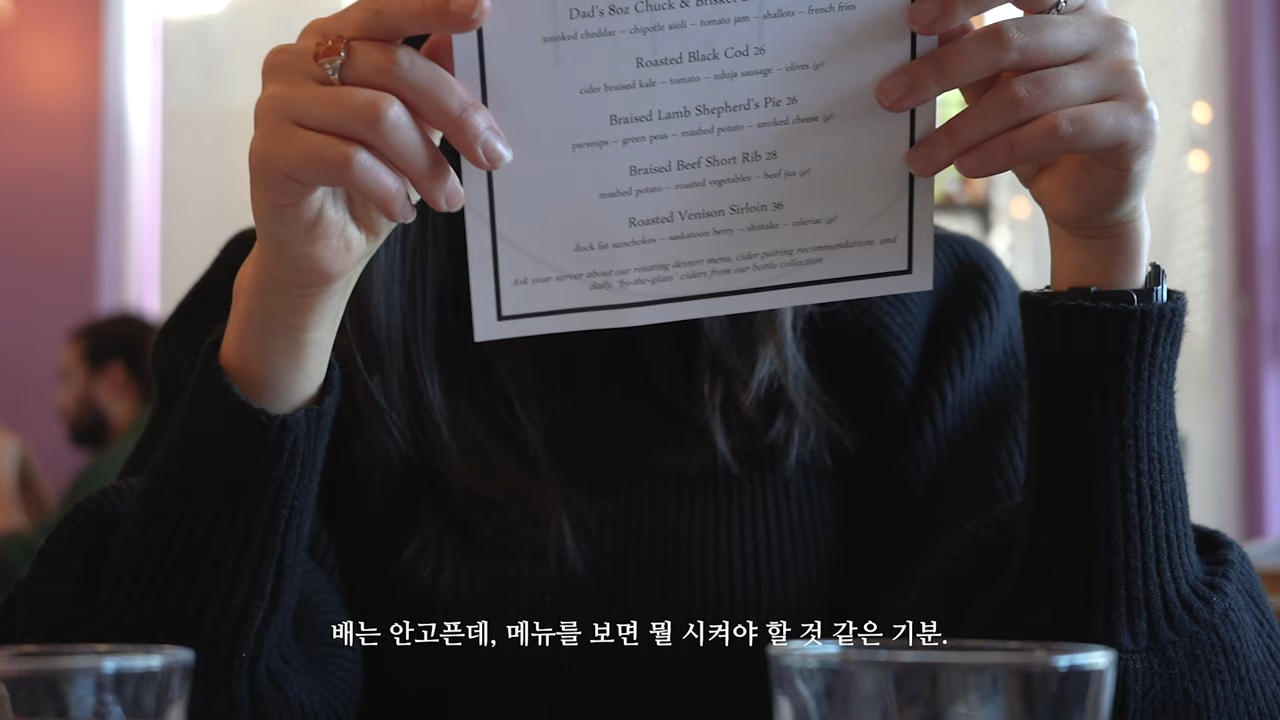 Dad's 8oz Chuck & Brisket
smoked cheddar – chipotle aioli – tomato jam – shallots – french fries
Roasted Black Cod 26
cider braised kale – tomato – nduja sausage – olives (gf)
Braised Lamb Shepherd's Pie 26
parsnips – green peas – mashed potato – smoked cheese (gf)
Braised Beef Short Rib 28
mashed potato – roasted vegetables – beef jus (gf)
Roasted Venison Sirloin 36
duck fat sunchokes – saskatoon berry – shiitake – celeriac (gf)
Ask your server about our rotating dessert menu, cider pairing recommendations, and
daily 'by-the-glass' ciders from our bottle collection
배는 안고픈데, 메뉴를 보면 뭘 시켜야 할 것 같은 기분.